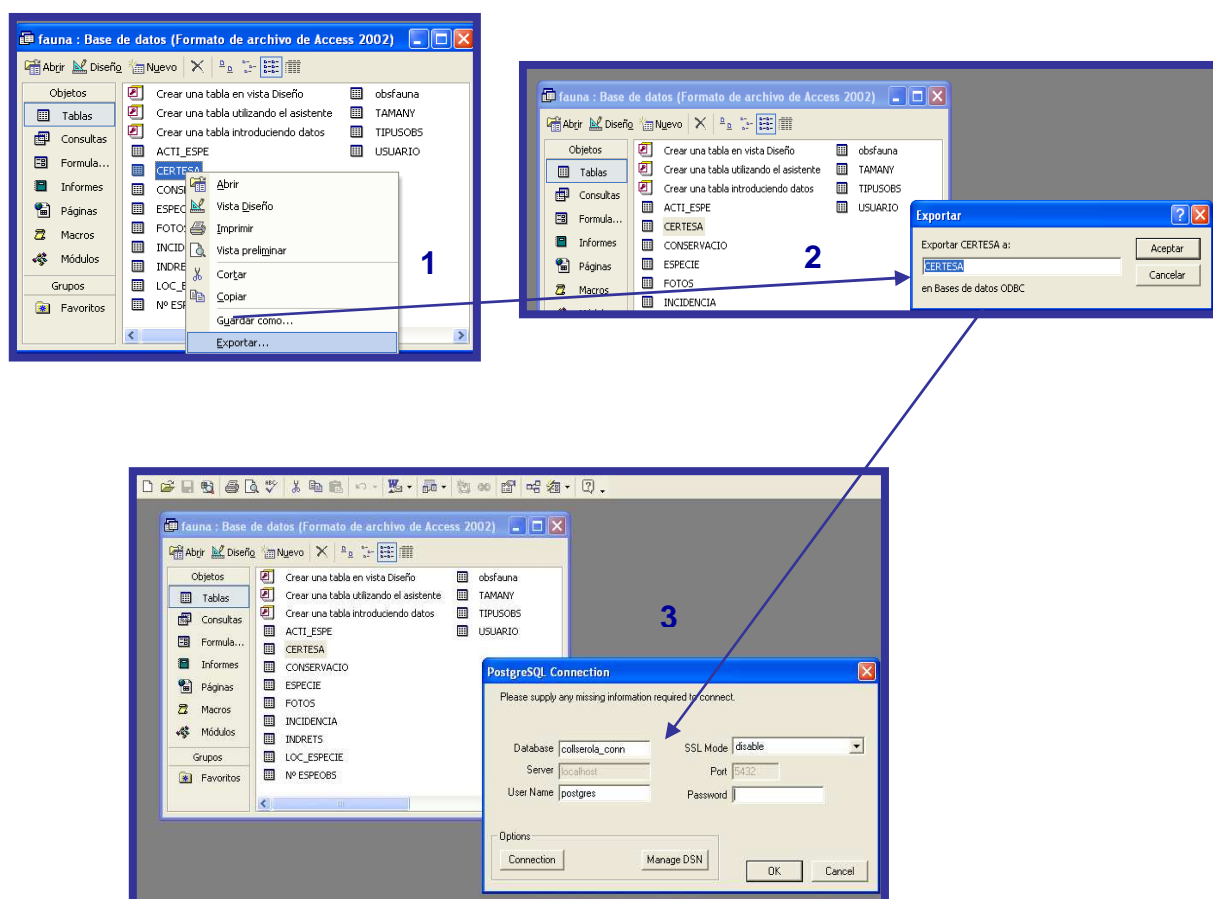 fauna : Base de datos (Formato de archivo de Access 2002)
Abrir Diseño Nuevo
Objetos
Tablas
Consultas
Formula...
Informes
Páginas
Macros
Módulos
Grupos
Favoritos
Crear una tabla en vista Diseño
Crear una tabla utilizando el asistente
Crear una tabla introduciendo datos
ACTI_ESPE
CERTESA
CONS
ESPEC
FOTOS
INCID
INDRE
LOC_E
Nº ESP
obsfauna
TAMANY
TIPUSOBS
USUARIO
Abrir
Vista Diseño
Imprimir
Vista preliminar
Cortar
Copiar
Guardar como...
Exportar...
1
fauna : Base de datos (Formato de archivo de Access 2002)
Abrir Diseño Nuevo
Objetos
Tablas
Consultas
Formula...
Informes
Páginas
Macros
Crear una tabla en vista Diseño
Crear una tabla utilizando el asistente
Crear una tabla introduciendo datos
ACTI_ESPE
CERTESA
CONSERVACIO
ESPECIE
FOTOS
INCIDENCIA
obsfauna
TAMANY
TIPUSOBS
USUARIO
2
Exportar
Exportar CERTESA a:
CERTESA
en Bases de datos ODBC
Aceptar
Cancelar
fauna : Base de datos (Formato de archivo de Access 2002)
Abrir Diseño Nuevo
Objetos
Tablas
Consultas
Formula...
Informes
Páginas
Macros
Módulos
Grupos
Favoritos
Crear una tabla en vista Diseño
Crear una tabla utilizando el asistente
Crear una tabla introduciendo datos
ACTI_ESPE
CERTESA
CONSERVACIO
ESPECIE
FOTOS
INCIDENCIA
INDRETS
LOC_ESPECIE
Nº ESPEOBS
obsfauna
TAMANY
TIPUSOBS
USUARIO
3
PostgreSQL Connection
Please supply any missing information required to connect.
Database collserola_conn
SSL Mode disable
Server localhost
Port 5432
User Name postgres
Password
Options
Connection
Manage DSN
OK
Cancel